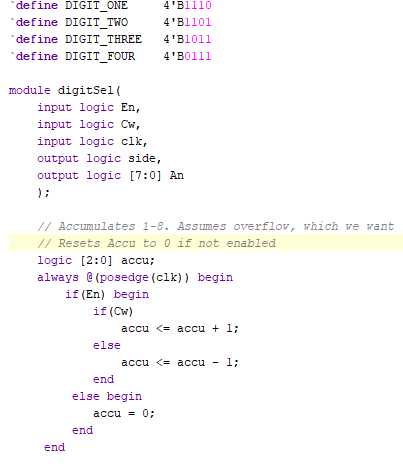 `define DIGIT_ONE    4'B1110
`define DIGIT_TWO    4'B1101
`define DIGIT_THREE  4'B1011
`define DIGIT_FOUR   4'B0111

module digitSel(
    input logic En,
    input logic Cw,
    input logic clk,
    output logic side,
    output logic [7:0] An
    );

    // Accumulates 1-8. Assumes overflow, which we want
    // Resets Accu to 0 if not enabled
    logic [2:0] accu;
    always @(posedge(clk)) begin
        if(En) begin
            if(Cw)
                accu <= accu + 1;
            else
                accu <= accu - 1;
            end
         else begin
            accu = 0;
         end
     end